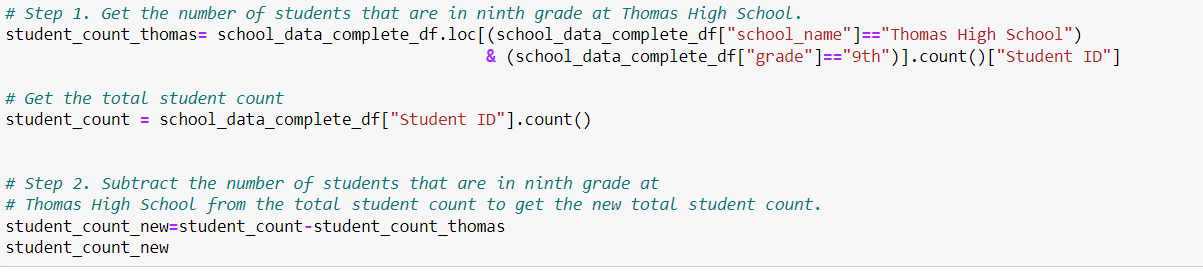 # Step 1. Get the number of students that are in ninth grade at Thomas High School.
student_count_thomas= school_data_complete_df.loc[(school_data_complete_df["school_name"]=="Thomas High School")
& (school_data_complete_df["grade"]=="9th")].count()["Student ID"]
# Get the total student count
student_count = school_data_complete_df["Student ID"].count()
# Step 2. Subtract the number of students that are in ninth grade at
# Thomas High School from the total student count to get the new total student count.
student_count_new=student_count-student_count_thomas
student_count_new